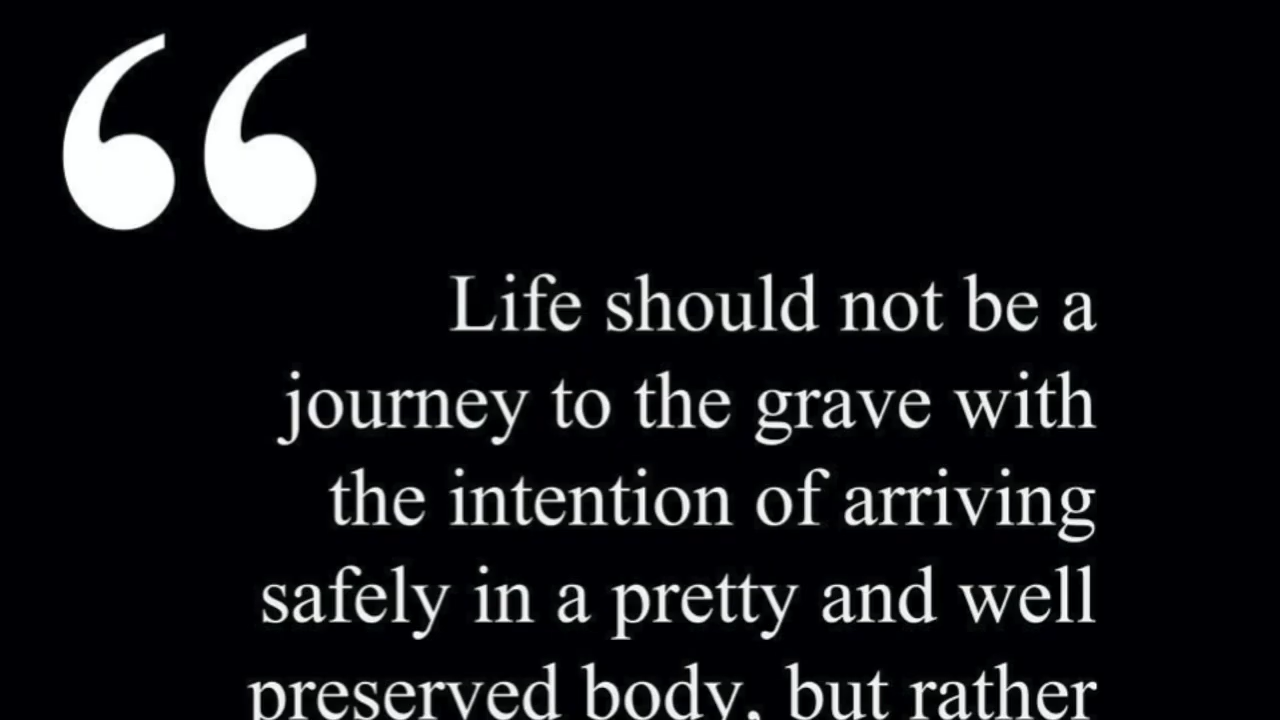 “
Life should not be a
journey to the grave with
the intention of arriving
safely in a pretty and well
preserved body, but rather